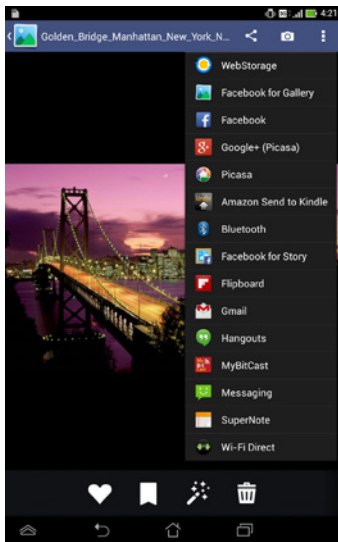 4:21
Golden_Bridge_Manhattan_New_York_N...
WebStorage
Facebook for Gallery
Facebook
Google+ (Picasa)
Picasa
Amazon Send to Kindle
Bluetooth
Facebook for Story
Flipboard
Gmail
Hangouts
MyBitCast
Messaging
SuperNote
Wi-Fi Direct